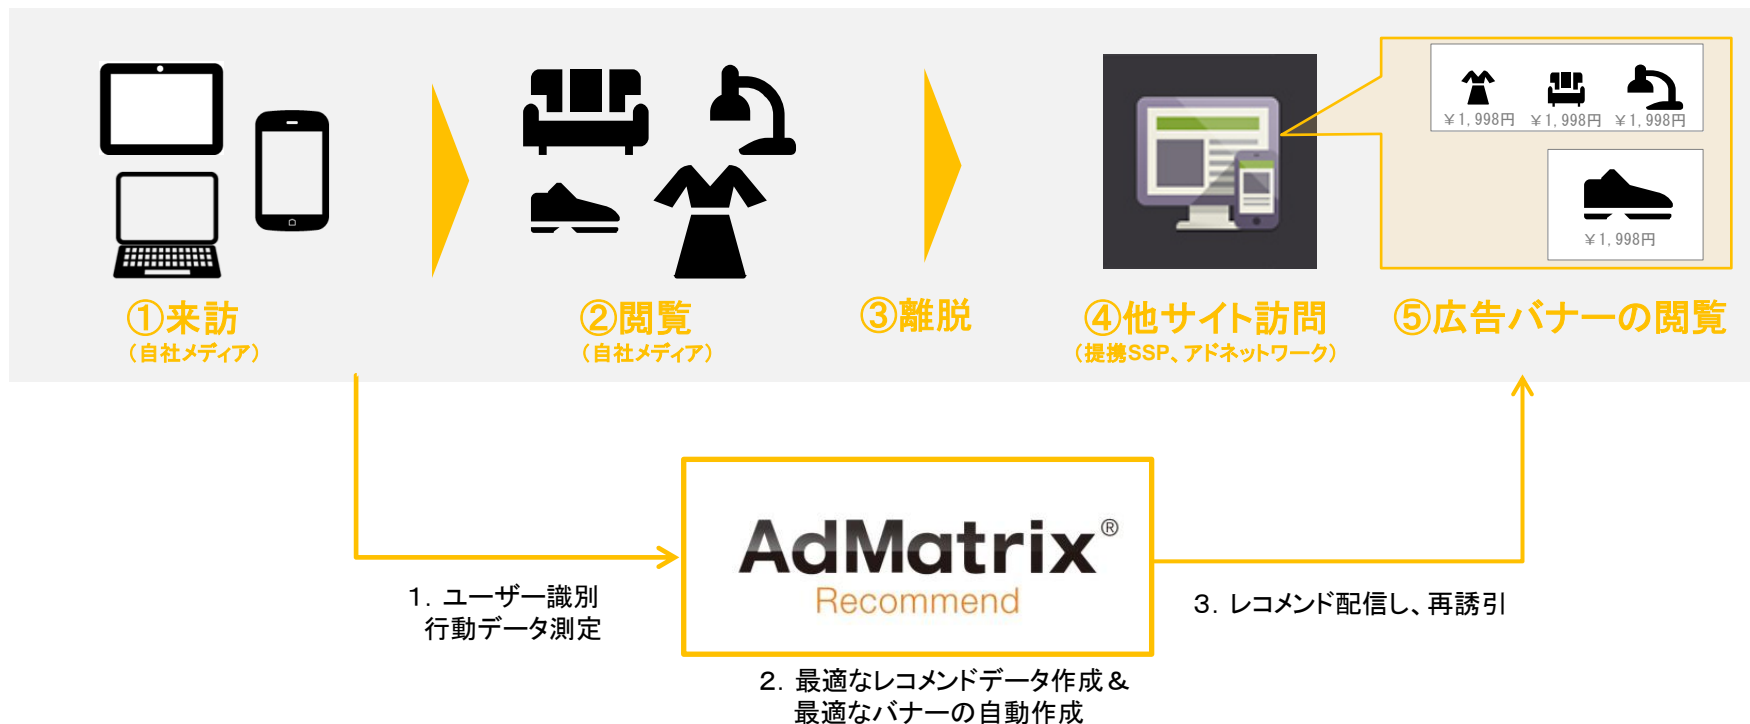 ¥1,998円 ¥1,998円 ¥1,998円
¥1,998円
①来訪
（自社メディア）
②閲覧
（自社メディア）
③離脱
④他サイト訪問
（提携SSP、アドネットワーク）
⑤広告バナーの閲覧
AdMatrix®
Recommend
１．ユーザー識別
行動データ測定
３．レコメンド配信し、再誘引
２．最適なレコメンドデータ作成＆
最適なバナーの自動作成